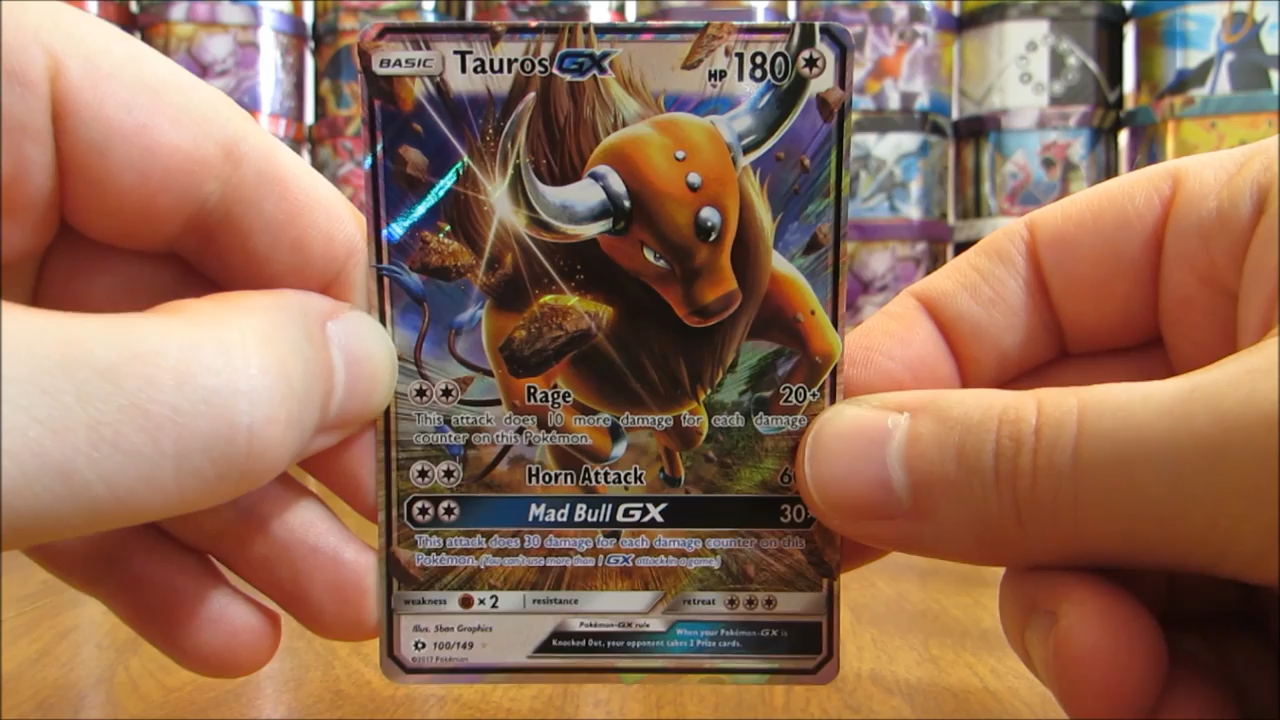 BASIC Tauros GX HP 180
Rage 20+
This attack does 10 more damage for each damage
counter on this Pokémon.
Horn Attack
Mad Bull GX 30
This attack does 30 damage for each damage counter on this
Pokémon. (You can't use more than 1 GX attack in a game.)
weakness ×2 resistance retreat
Illus. 5ban Graphics
Pokémon-GX rule
When your Pokémon-GX is
Knocked Out, your opponent takes 2 Prize cards.
100/149
©2017 Pokémon